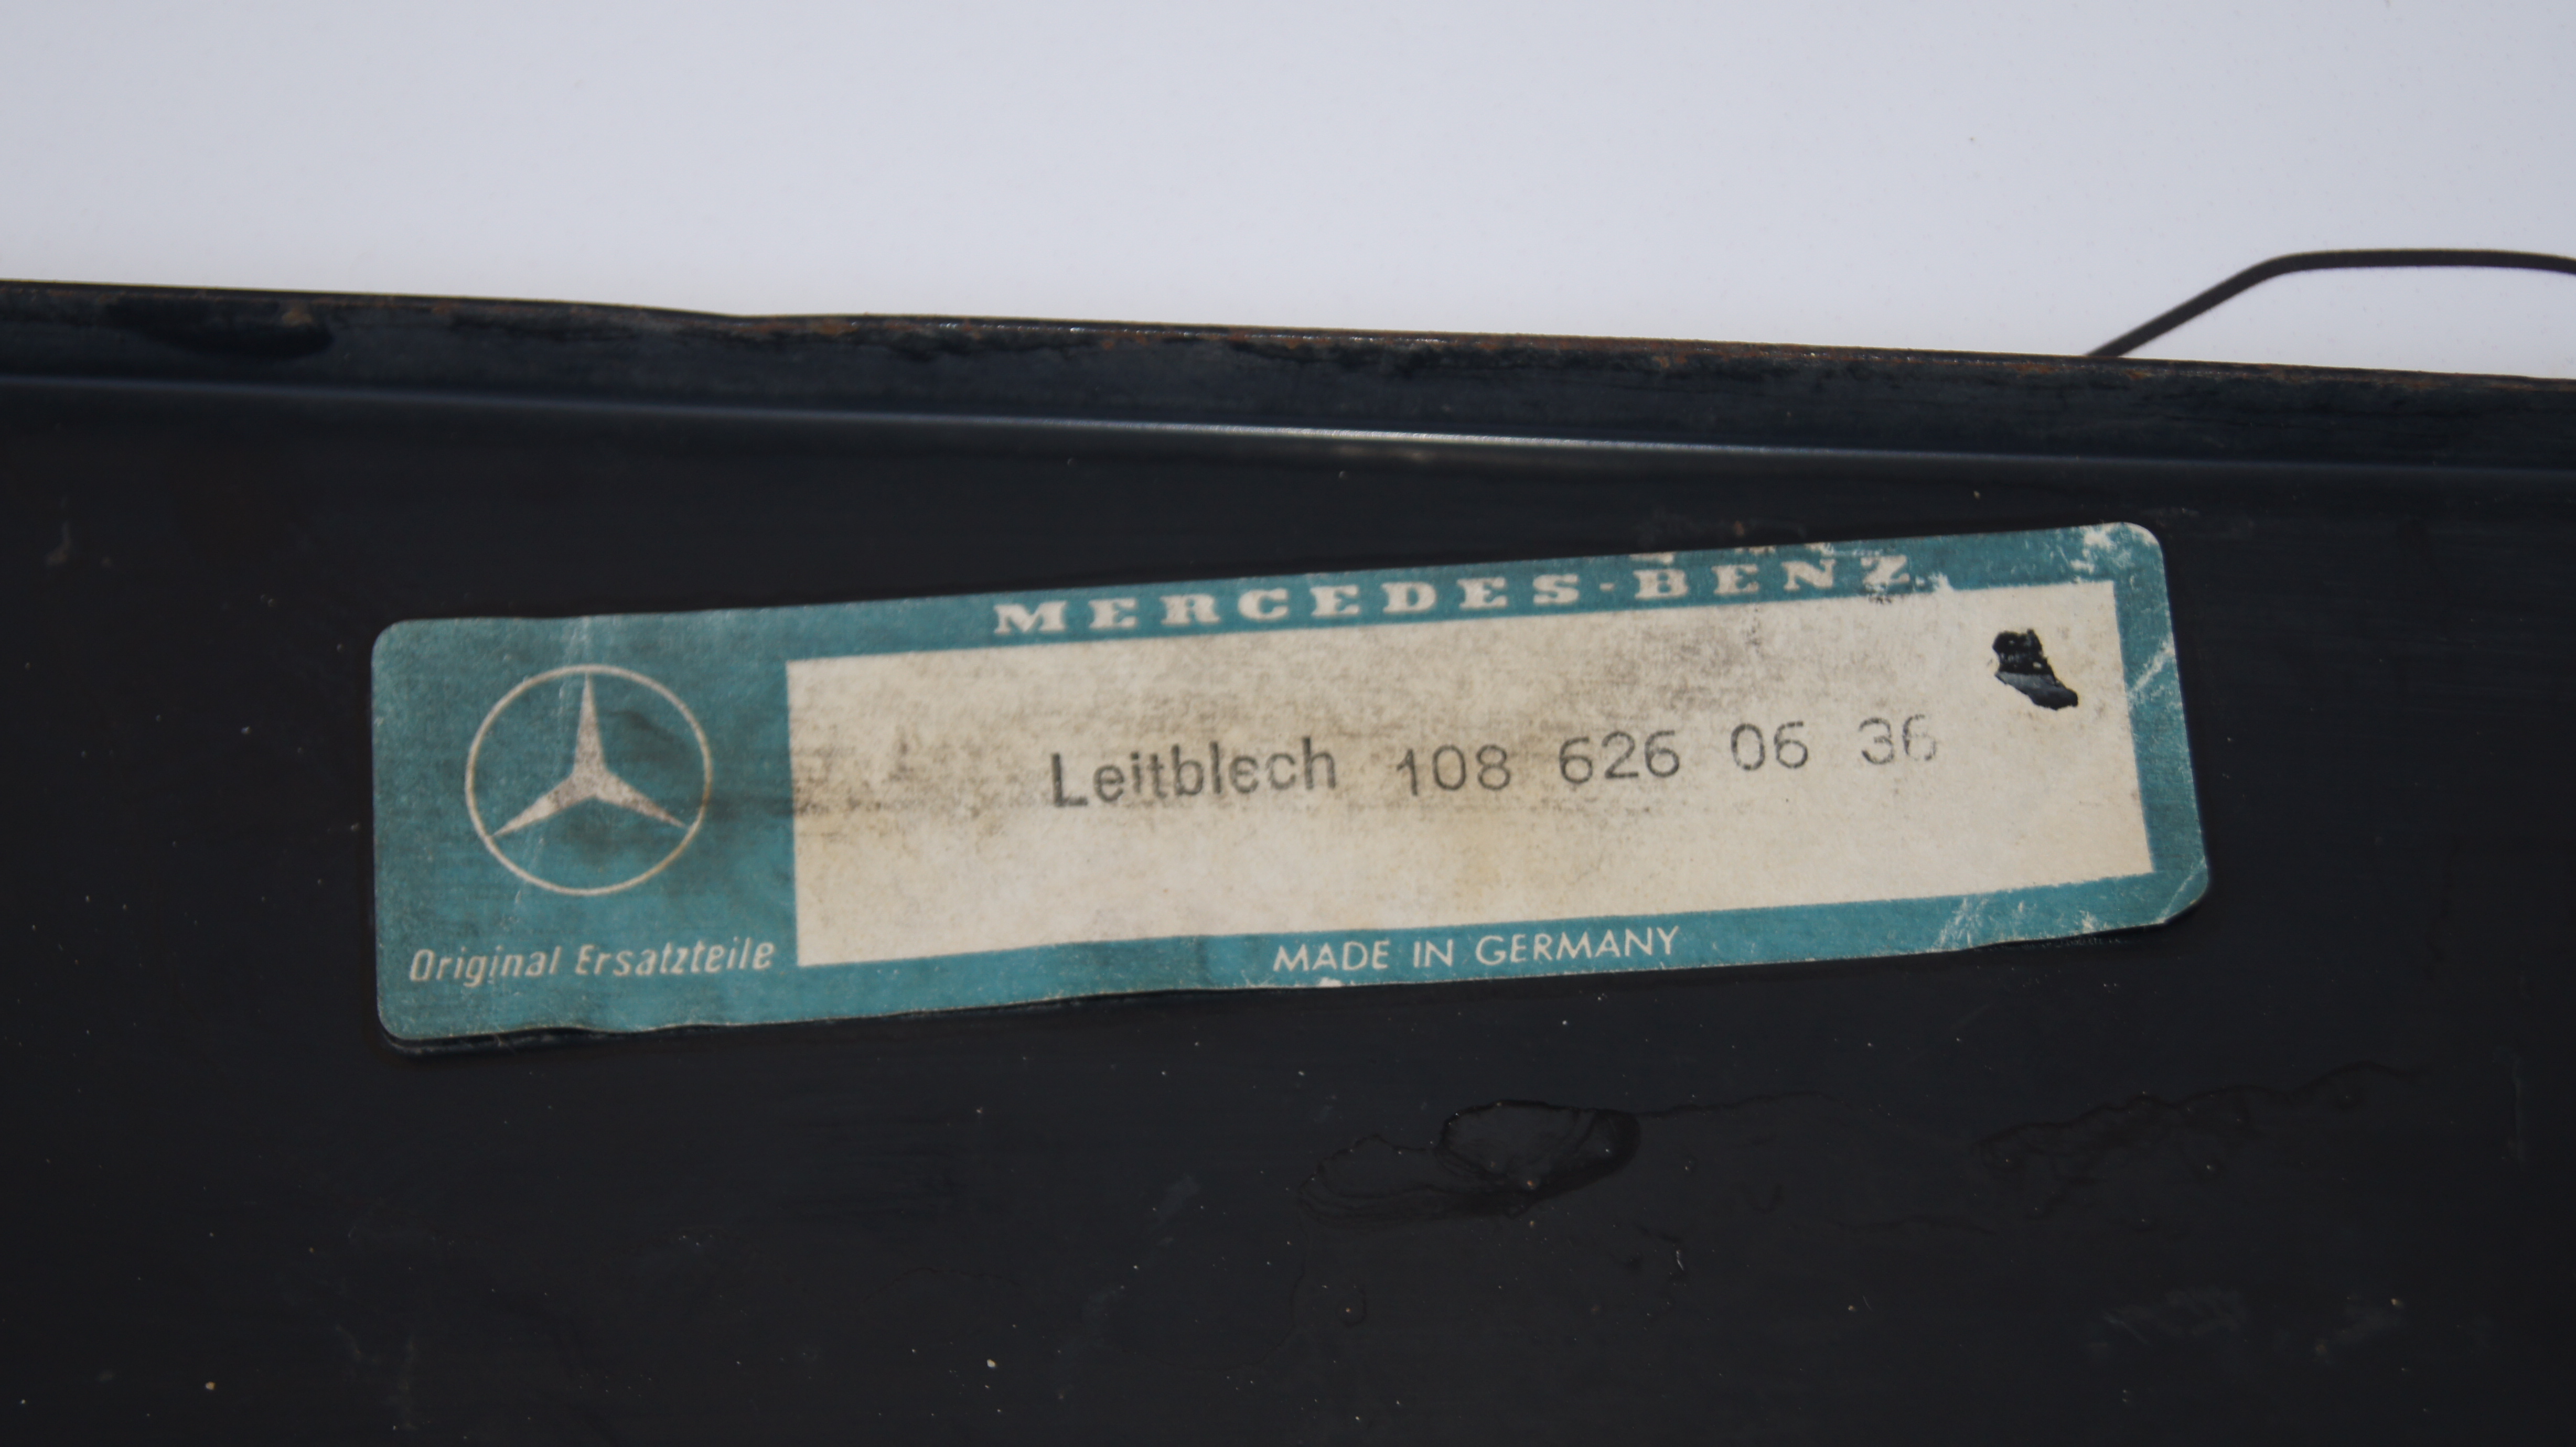 MERCEDES-BENZ
Leitblech 108 626 06 36
Original Ersatzteile
MADE IN GERMANY